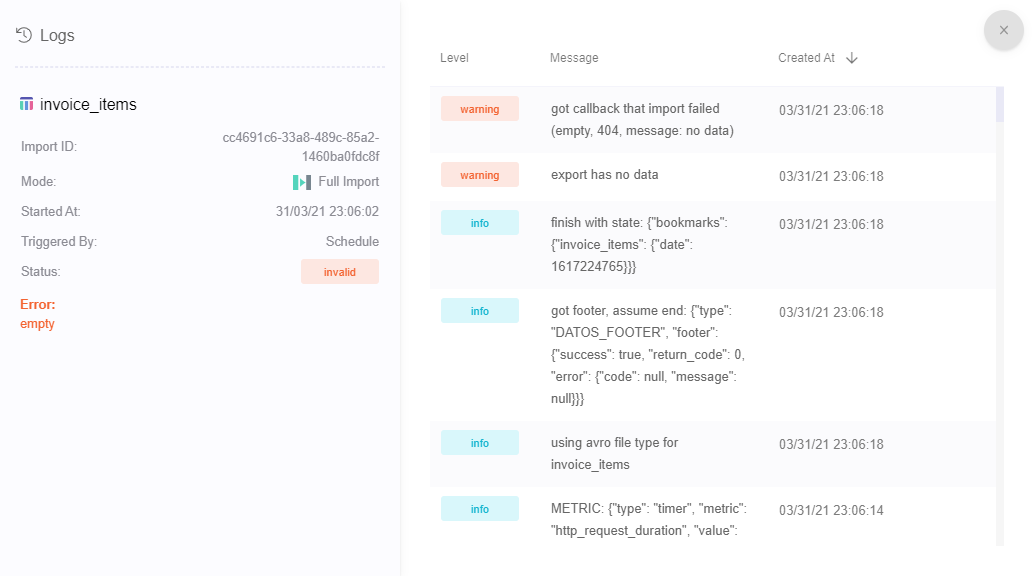 Logs
invoice_items
Import ID:
cc4691c6-33a8-489c-85a2-
1460ba0fdc8f
Mode:
Full Import
Started At:
31/03/21 23:06:02
Triggered By:
Schedule
Status:
invalid
Error:
empty
Level
Message
Created At
warning
got callback that import failed
(empty, 404, message: no data)
03/31/21 23:06:18
warning
export has no data
03/31/21 23:06:18
info
finish with state: {"bookmarks":
{"invoice_items": {"date":
1617224765}}}
03/31/21 23:06:18
info
got footer, assume end: {"type":
"DATOS_FOOTER", "footer":
{"success": true, "return_code": 0,
"error": {"code": null, "message":
null}}}
03/31/21 23:06:18
info
using avro file type for
invoice_items
03/31/21 23:06:18
info
METRIC: {"type": "timer", "metric":
"http_request_duration", "value":
03/31/21 23:06:14